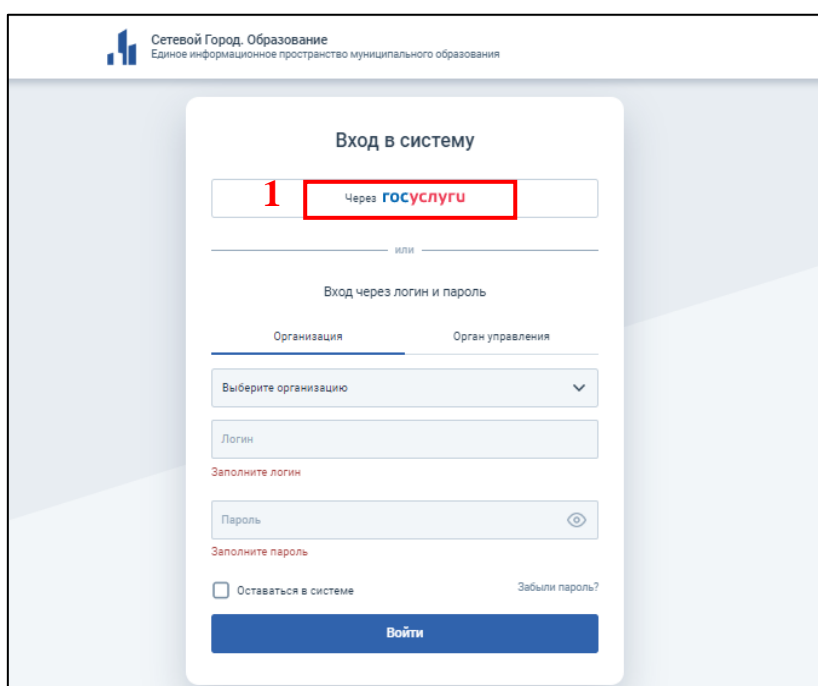 Сетевой Город. Образование
Единое информационное пространство муниципального образования
Вход в систему
1
Через госуслуги
или
Вход через логин и пароль
Организация Орган управления
Выберите организацию
Логин
Заполните логин
Пароль
Заполните пароль
Оставаться в системе Забыли пароль?
Войти